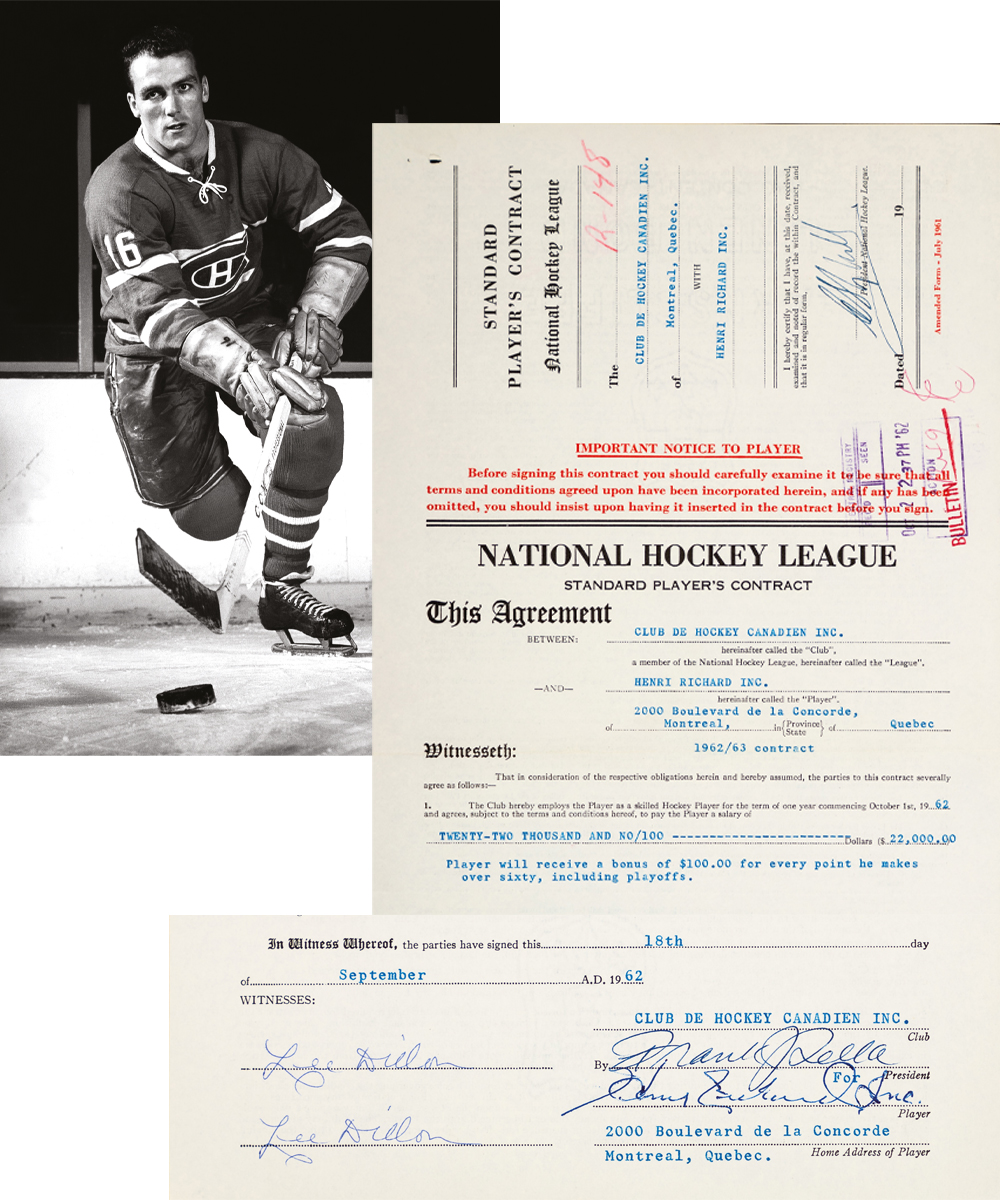 16
H
STANDARD
PLAYER'S CONTRACT
National Hockey League
R-148
The CLUB DE HOCKEY CANADIEN INC.
of Montreal, Quebec.
WITH
HENRI RICHARD INC.
I hereby certify that I have, at this date, received,
examined and noted of record the within Contract, and
that it is in regular form.
President National Hockey League.
Dated 19
Amended Form - July 1961
IMPORTANT NOTICE TO PLAYER
Before signing this contract you should carefully examine it to be sure that all
terms and conditions agreed upon have been incorporated herein, and if any has been
omitted, you should insist upon having it inserted in the contract before you sign.
SEEN
OCT 2 2 37 PM '62
BULLETIN
NATIONAL HOCKEY LEAGUE
STANDARD PLAYER'S CONTRACT
This Agreement
BETWEEN: CLUB DE HOCKEY CANADIEN INC.
hereinafter called the "Club",
a member of the National Hockey League, hereinafter called the "League".
—AND— HENRI RICHARD INC.
hereinafter called the "Player".
2000 Boulevard de la Concorde,
of Montreal, in {Province State} of Quebec
Witnesseth: 1962/63 contract
That in consideration of the respective obligations herein and hereby assumed, the parties to this contract severally
agree as follows:—
1. The Club hereby employs the Player as a skilled Hockey Player for the term of one year commencing October 1st, 19 62
and agrees, subject to the terms and conditions hereof, to pay the Player a salary of
TWENTY-TWO THOUSAND AND NO/100 ------------------------ Dollars ($ 22,000.00
Player will receive a bonus of $100.00 for every point he makes
over sixty, including playoffs.
In Witness Whereof, the parties have signed this 18th day
of September A.D. 19 62
WITNESSES:
CLUB DE HOCKEY CANADIEN INC.
Club
Lee Dillon
By Frank J Selke
For President
Inc.
Player
Lee Dillon
2000 Boulevard de la Concorde
Montreal, Quebec. Home Address of Player